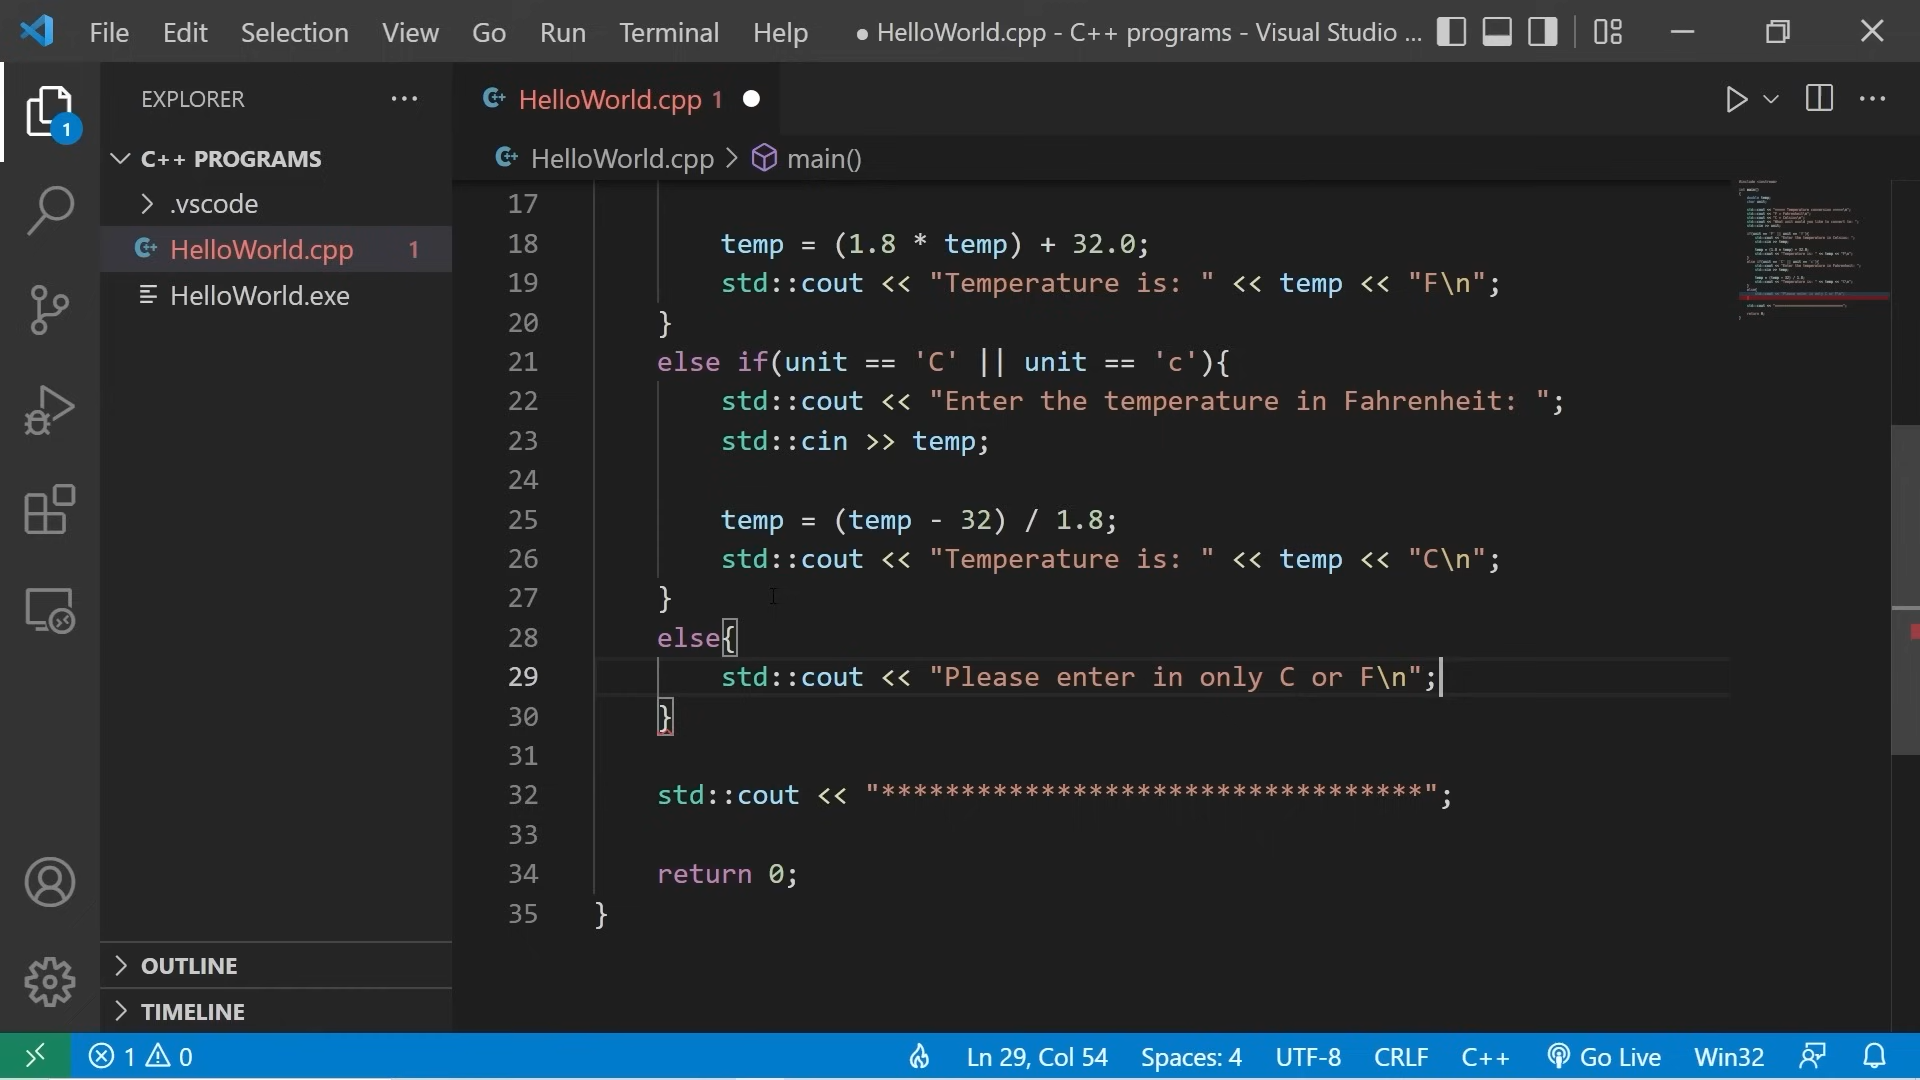 File Edit Selection View Go Run Terminal Help ● HelloWorld.cpp - C++ programs - Visual Studio ...
EXPLORER
C++ PROGRAMS
.vscode
HelloWorld.cpp 1
HelloWorld.exe
OUTLINE
TIMELINE
1
HelloWorld.cpp 1
HelloWorld.cpp > main()
17
18 temp = (1.8 * temp) + 32.0;
19 std::cout << "Temperature is: " << temp << "F\n";
20 }
21 else if(unit == 'C' || unit == 'c'){
22 std::cout << "Enter the temperature in Fahrenheit: ";
23 std::cin >> temp;
24
25 temp = (temp - 32) / 1.8;
26 std::cout << "Temperature is: " << temp << "C\n";
27 }
28 else{
29 std::cout << "Please enter in only C or F\n";
30 }
31
32 std::cout << "**********************************";
33
34 return 0;
35 }
1 0 Ln 29, Col 54 Spaces: 4 UTF-8 CRLF C++ Go Live Win32